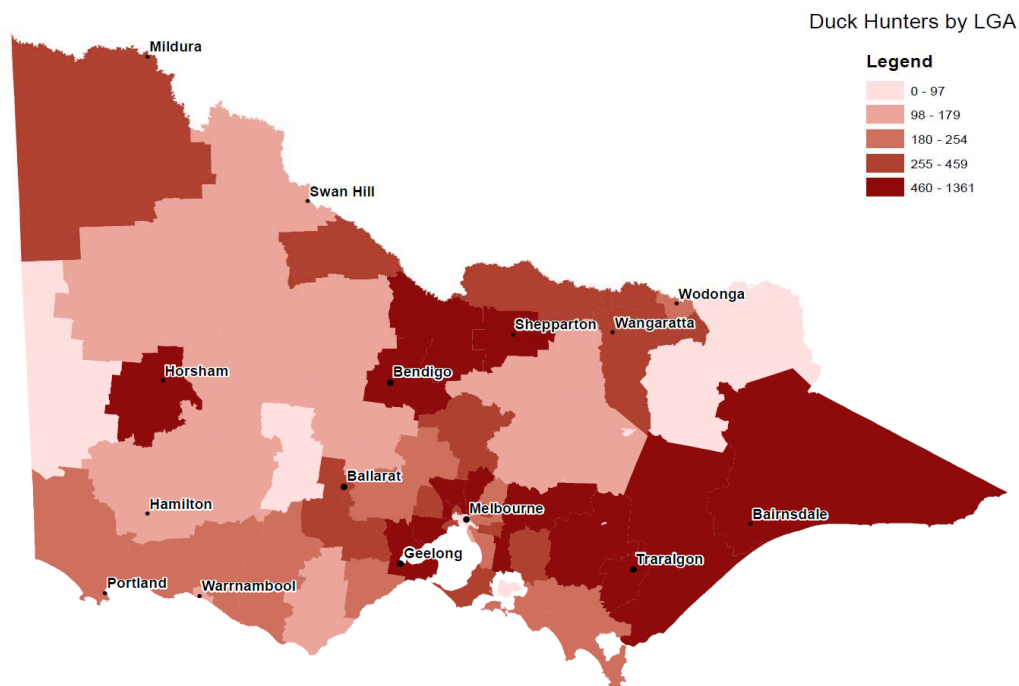 Duck Hunters by LGA
Legend
0 - 97
98 - 179
180 - 254
255 - 459
460 - 1361
Mildura
Swan Hill
Wodonga
Shepparton
Wangaratta
Horsham
Bendigo
Ballarat
Hamilton
Melbourne
Bairnsdale
Geelong
Traralgon
Portland
Warrnambool